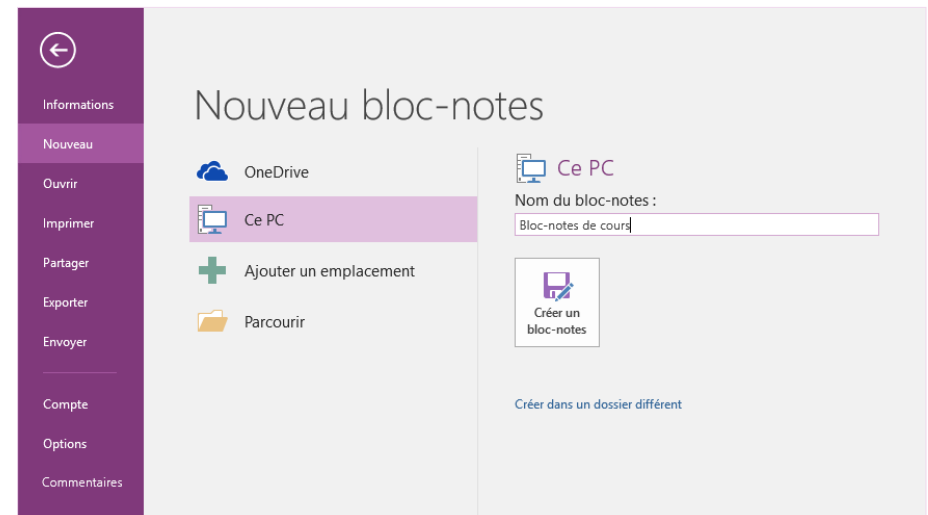 Informations
Nouveau
Ouvrir
Imprimer
Partager
Exporter
Envoyer
Compte
Options
Commentaires
Nouveau bloc-notes
OneDrive
Ce PC
Ajouter un emplacement
Parcourir
Ce PC
Nom du bloc-notes :
Bloc-notes de cours
Créer un
bloc-notes
Créer dans un dossier différent